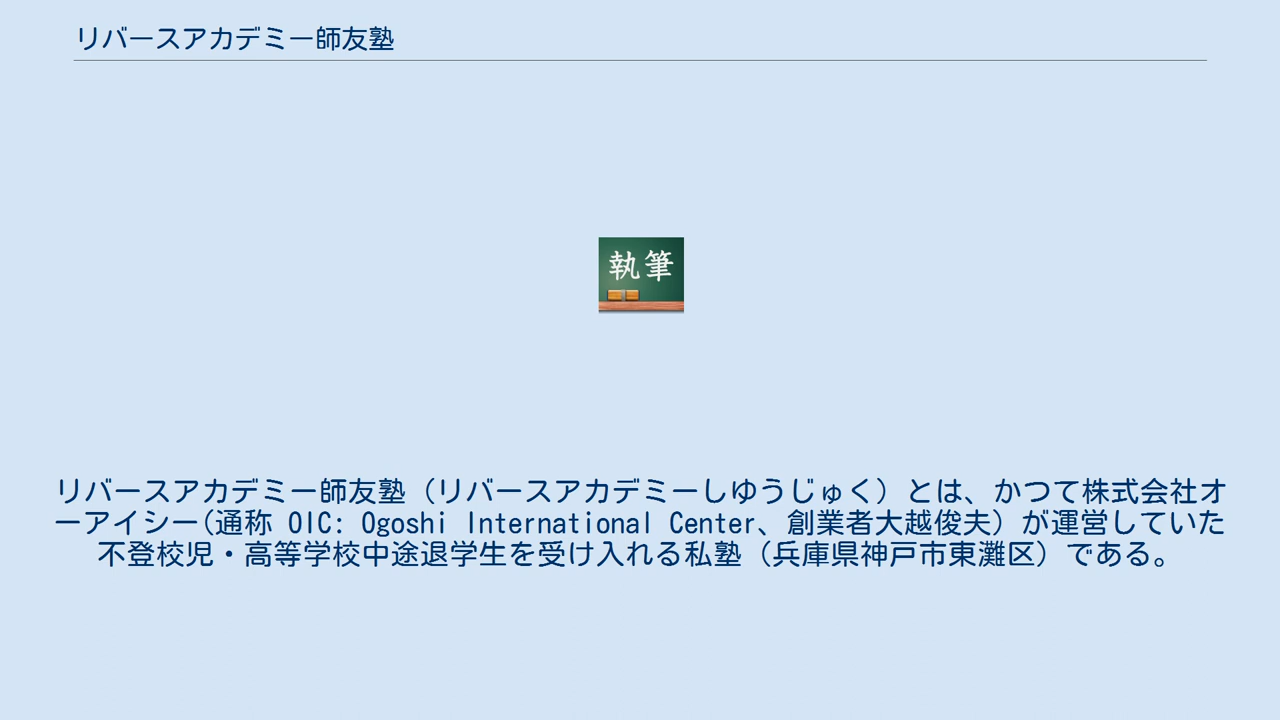 リバースアカデミー師友塾
執筆
リバースアカデミー師友塾（リバースアカデミーしゆうじゅく）とは、かつて株式会社オ
ーアイシー(通称 OIC: Ogoshi International Center、創業者大越俊夫）が運営していた
不登校児・高等学校中途退学生を受け入れる私塾（兵庫県神戸市東灘区）である。